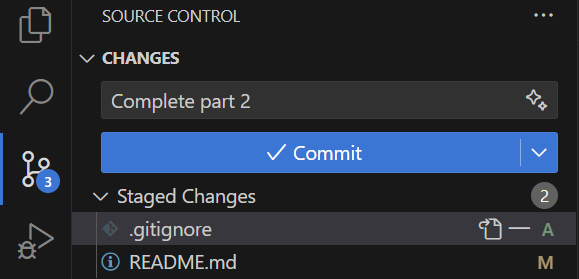 SOURCE CONTROL
CHANGES
Complete part 2
Commit
3
Staged Changes 2
.gitignore A
README.md M